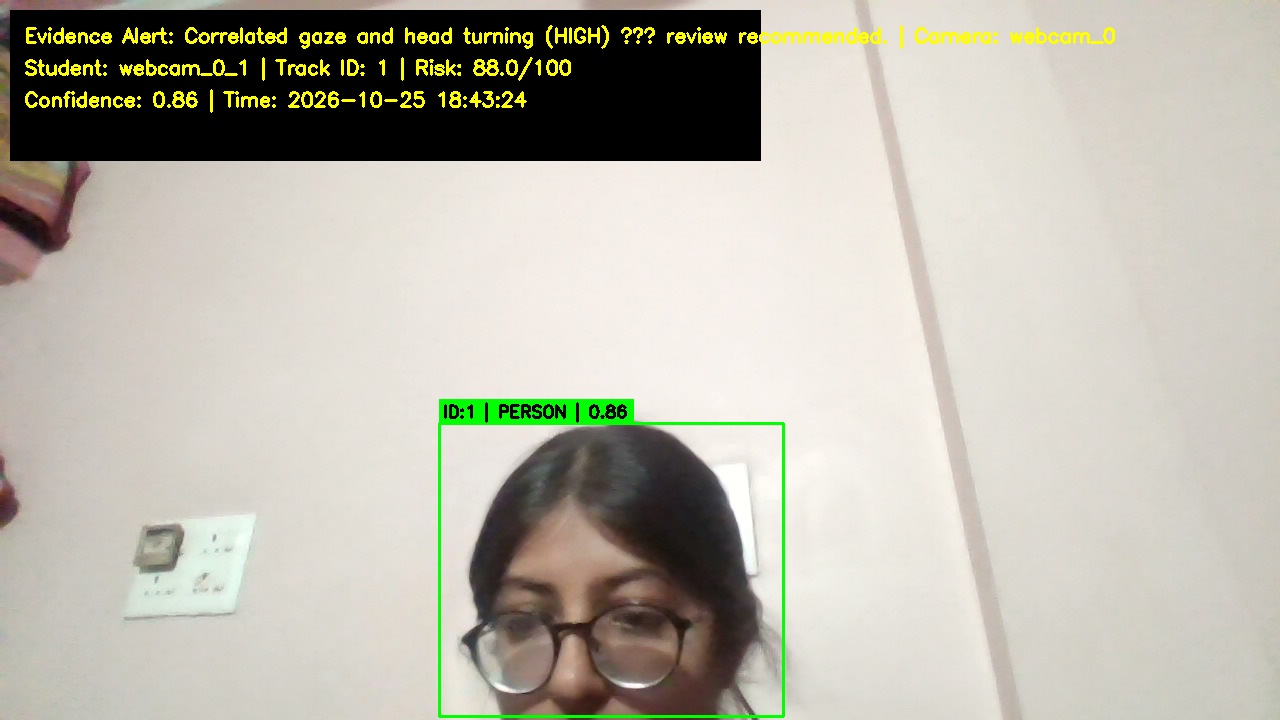 Evidence Alert: Correlated gaze and head turning (HIGH) ??? review recommended. | Camera: webcam_0
Student: webcam_0_1 | Track ID: 1 | Risk: 88.0/100
Confidence: 0.86 | Time: 2026-10-25 18:43:24
ID:1 | PERSON | 0.86